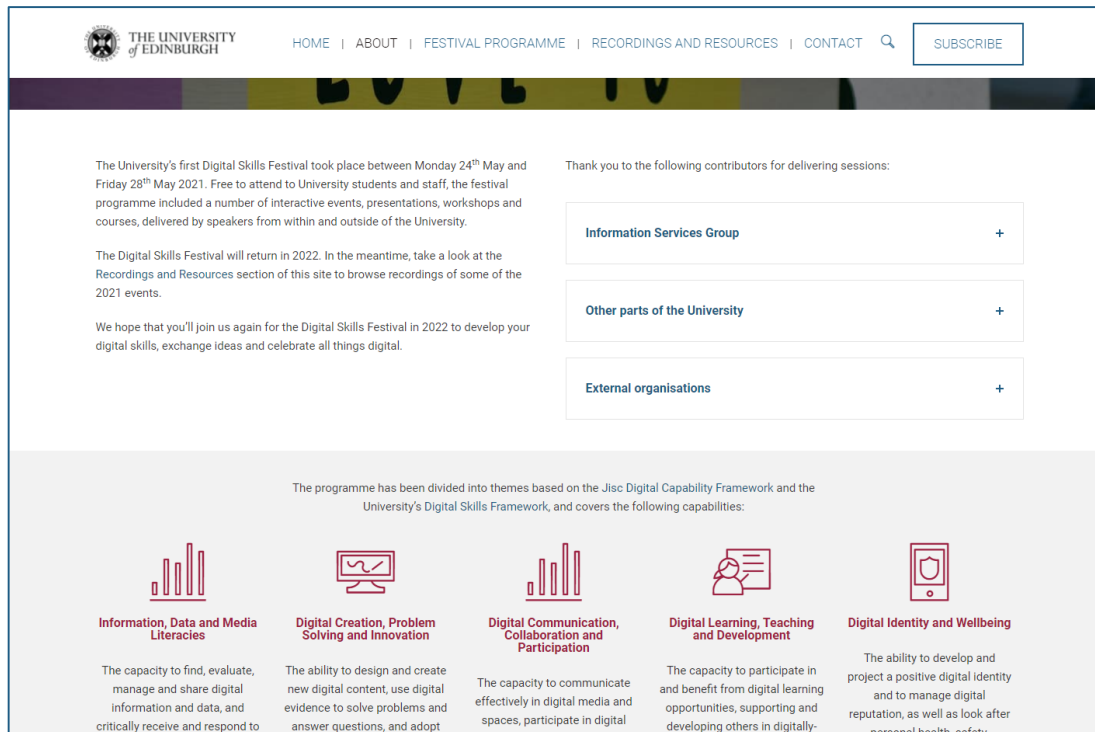 THE UNIVERSITY
of EDINBURGH
HOME | ABOUT | FESTIVAL PROGRAMME | RECORDINGS AND RESOURCES | CONTACT
SUBSCRIBE
The University's first Digital Skills Festival took place between Monday 24th May and
Friday 28th May 2021. Free to attend to University students and staff, the festival
programme included a number of interactive events, presentations, workshops and
courses, delivered by speakers from within and outside of the University.
The Digital Skills Festival will return in 2022. In the meantime, take a look at the
Recordings and Resources section of this site to browse recordings of some of the
2021 events.
We hope that you'll join us again for the Digital Skills Festival in 2022 to develop your
digital skills, exchange ideas and celebrate all things digital.
Thank you to the following contributors for delivering sessions:
Information Services Group +
Other parts of the University +
External organisations +
The programme has been divided into themes based on the Jisc Digital Capability Framework and the
University's Digital Skills Framework, and covers the following capabilities:
Information, Data and Media
Literacies
The capacity to find, evaluate,
manage and share digital
information and data, and
critically receive and respond to
Digital Creation, Problem
Solving and Innovation
The ability to design and create
new digital content, use digital
evidence to solve problems and
answer questions, and adopt
Digital Communication,
Collaboration and
Participation
The capacity to communicate
effectively in digital media and
spaces, participate in digital
Digital Learning, Teaching
and Development
The capacity to participate in
and benefit from digital learning
opportunities, supporting and
developing others in digitally-
Digital Identity and Wellbeing
The ability to develop and
project a positive digital identity
and to manage digital
reputation, as well as look after
personal health, safety,